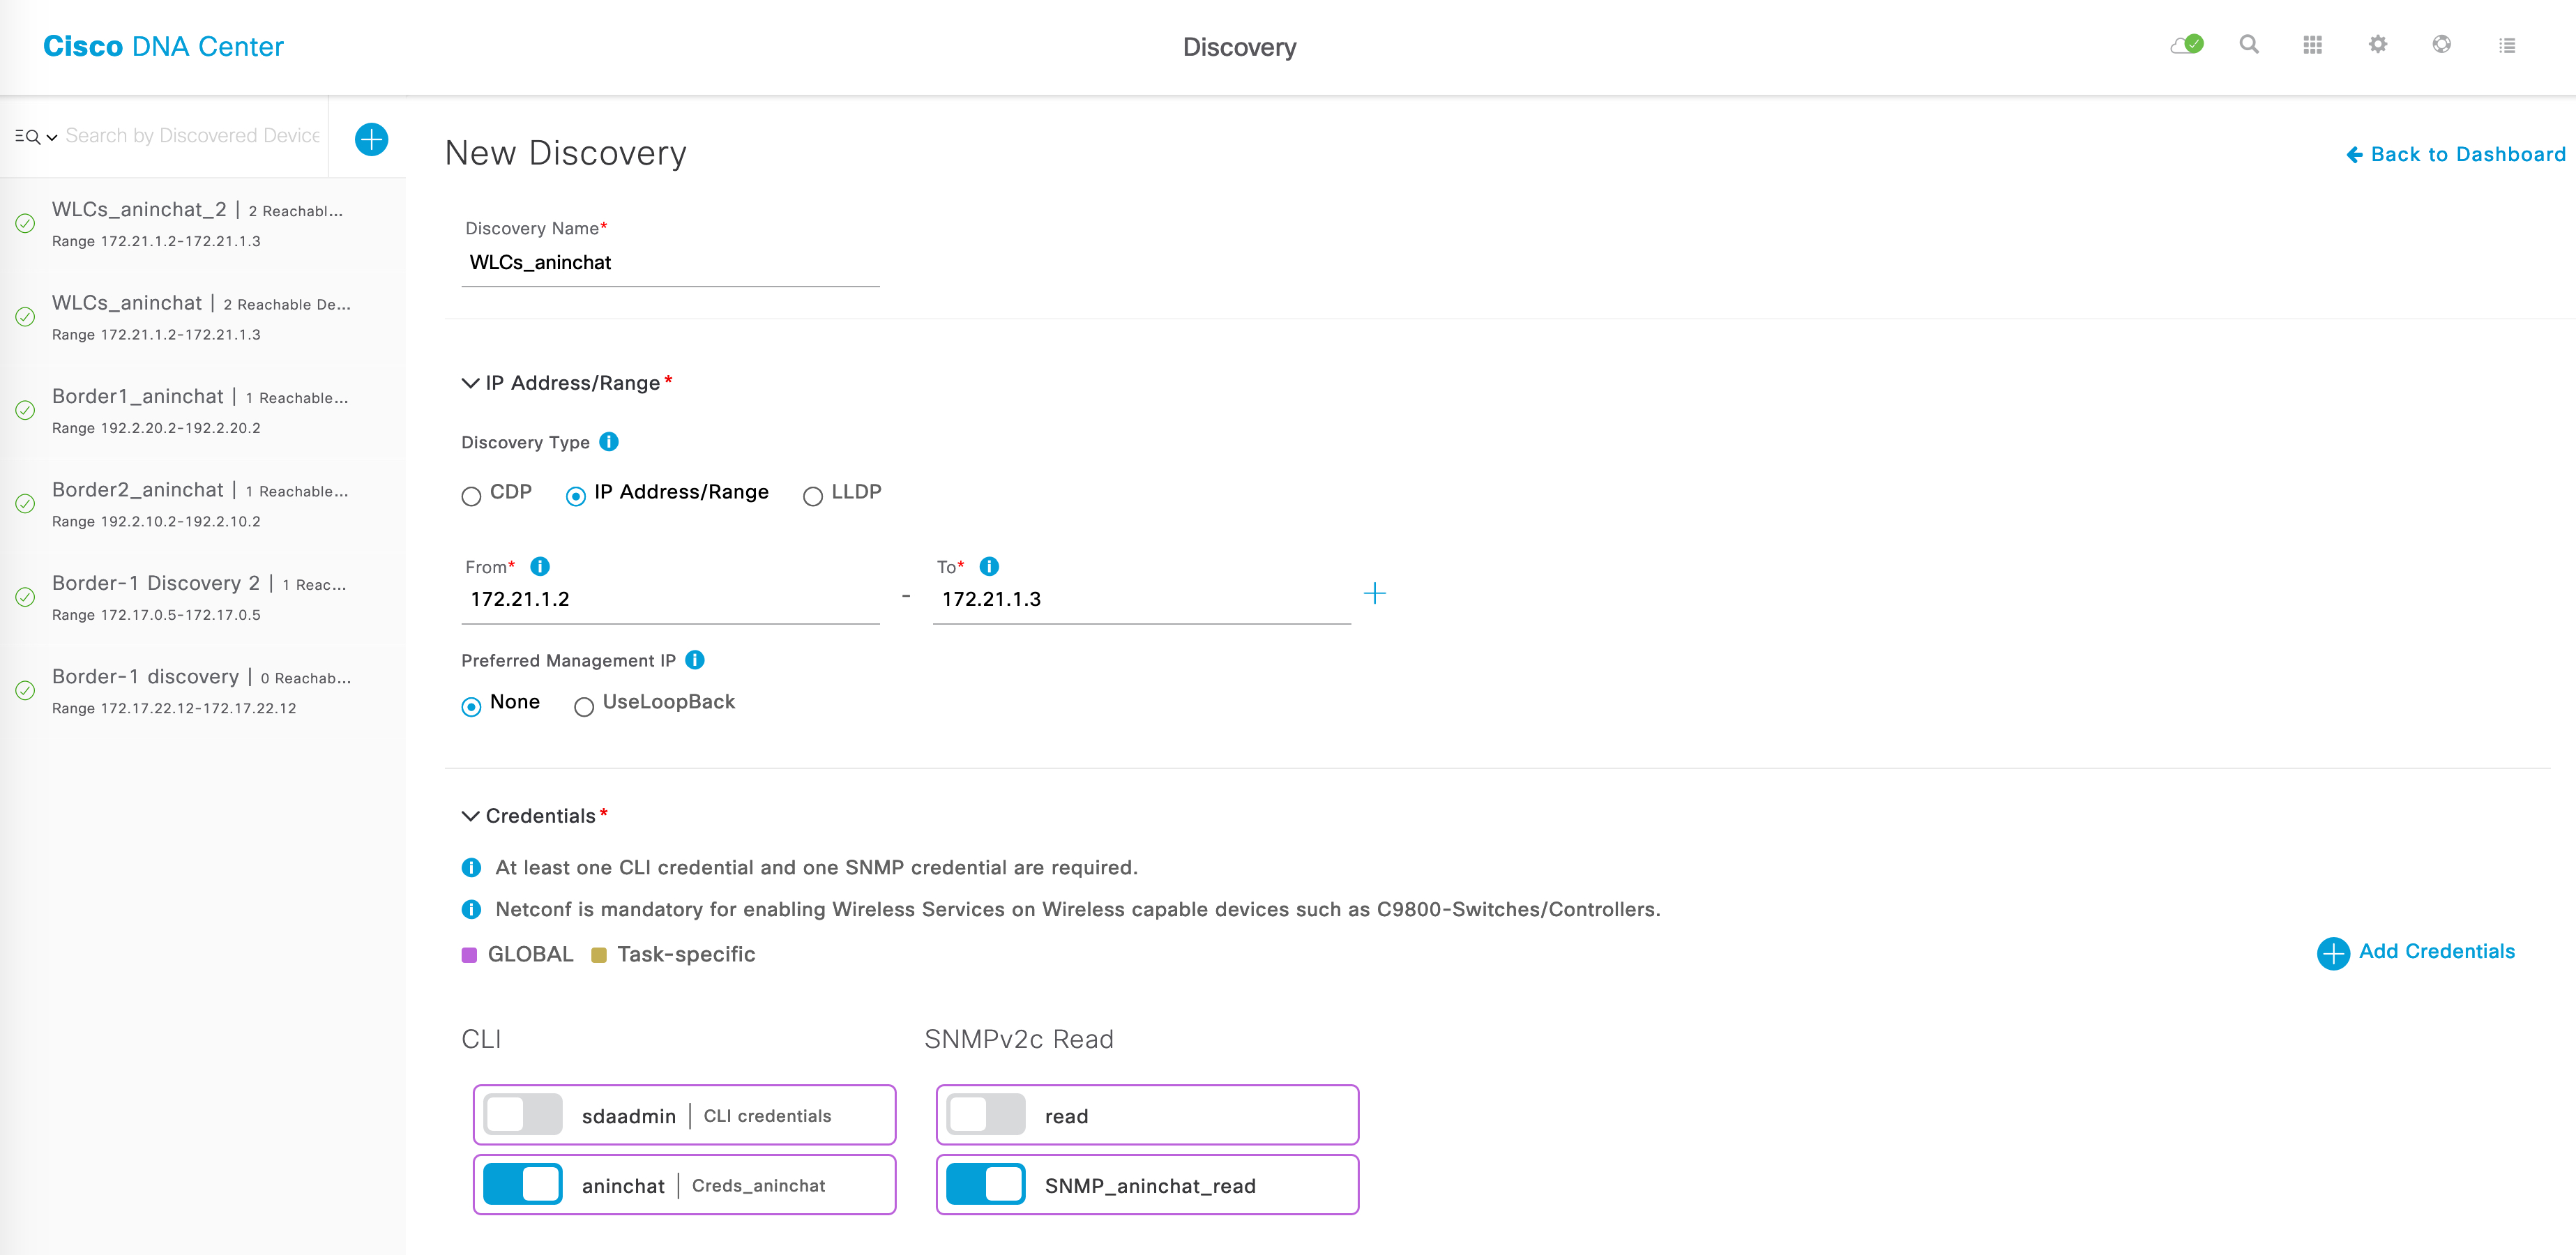 Cisco DNA Center
Discovery
Search by Discovered Device
WLCs_aninchat_2 | 2 Reachabl...
Range 172.21.1.2-172.21.1.3
WLCs_aninchat | 2 Reachable De...
Range 172.21.1.2-172.21.1.3
Border1_aninchat | 1 Reachable...
Range 192.2.20.2-192.2.20.2
Border2_aninchat | 1 Reachable...
Range 192.2.10.2-192.2.10.2
Border-1 Discovery 2 | 1 Reac...
Range 172.17.0.5-172.17.0.5
Border-1 discovery | 0 Reachab...
Range 172.17.22.12-172.17.22.12
New Discovery
Back to Dashboard
Discovery Name*
WLCs_aninchat
IP Address/Range*
Discovery Type
CDP IP Address/Range LLDP
From* To*
172.21.1.2 - 172.21.1.3
Preferred Management IP
None UseLoopBack
Credentials*
At least one CLI credential and one SNMP credential are required.
Netconf is mandatory for enabling Wireless Services on Wireless capable devices such as C9800-Switches/Controllers.
GLOBAL Task-specific
Add Credentials
CLI SNMPv2c Read
sdaadmin | CLI credentials read
aninchat | Creds_aninchat SNMP_aninchat_read